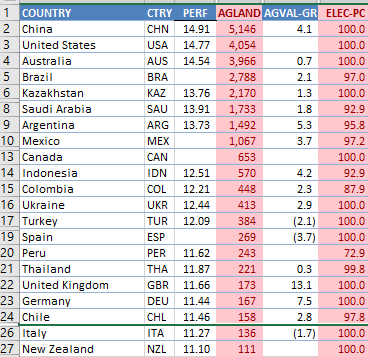 1 COUNTRY CTRY PERF AGLAND AGVAL-GR ELEC-PC
2 China CHN 14.91 5,146 4.1 100.0
3 United States USA 14.77 4,054 100.0
4 Australia AUS 14.54 3,966 0.7 100.0
5 Brazil BRA 2,788 2.1 97.0
6 Kazakhstan KAZ 13.76 2,170 1.3 100.0
8 Saudi Arabia SAU 13.91 1,733 1.8 92.9
9 Argentina ARG 13.73 1,492 5.3 95.8
10 Mexico MEX 1,067 3.7 97.2
13 Canada CAN 653 100.0
14 Indonesia IDN 12.51 570 4.2 92.9
15 Colombia COL 12.21 448 2.3 87.9
16 Ukraine UKR 12.44 413 2.9 100.0
17 Turkey TUR 12.09 384 (2.1) 100.0
19 Spain ESP 269 (3.7) 100.0
20 Peru PER 11.62 243 72.9
21 Thailand THA 11.87 221 0.3 99.8
22 United Kingdom GBR 11.66 173 13.1 100.0
23 Germany DEU 11.44 167 7.5 100.0
24 Chile CHL 11.46 158 2.8 97.8
26 Italy ITA 11.27 136 (1.7) 100.0
27 New Zealand NZL 11.10 111 100.0